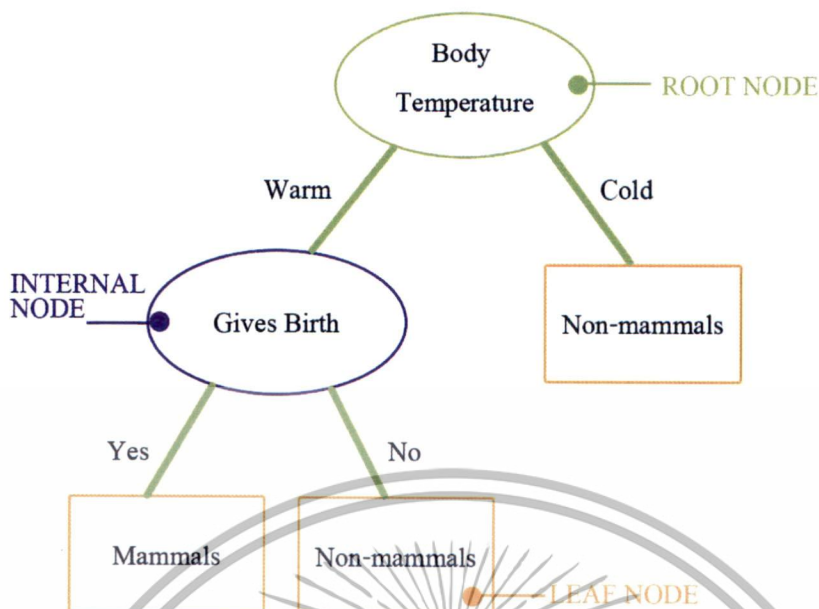 Body
Temperature
ROOT NODE
Warm
Cold
INTERNAL
NODE
Gives Birth
Non-mammals
Yes
No
Mammals
Non-mammals
LEAF NODE